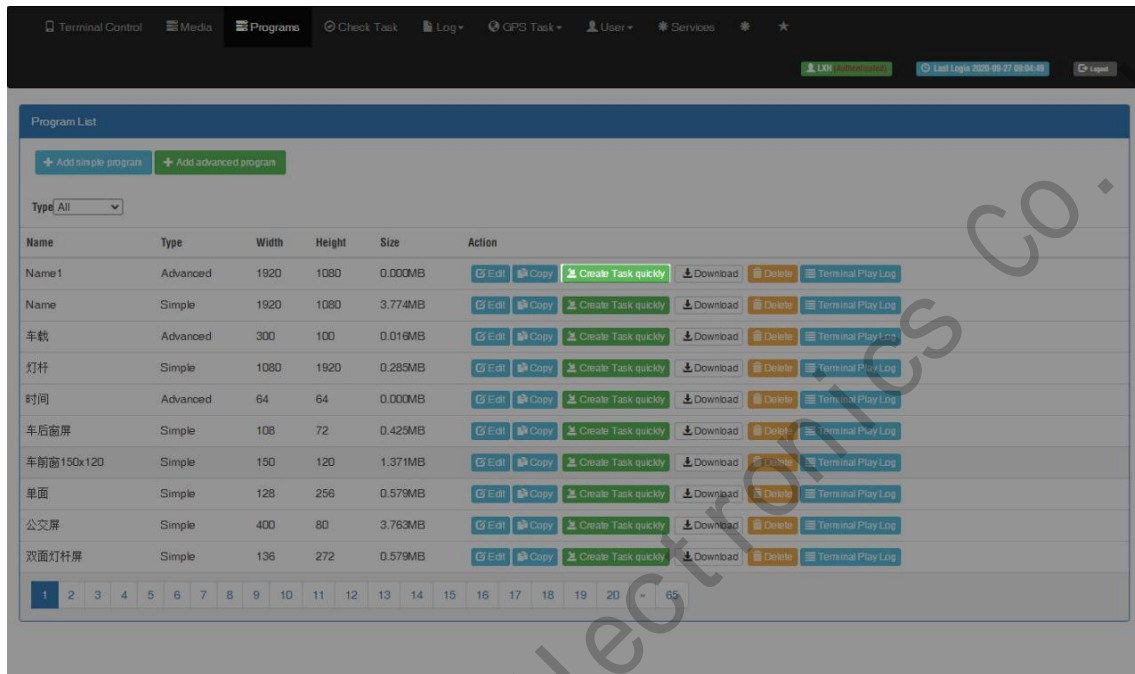 Terminal Control Media Programs Check Task Log GPS Task User Services
LXH (Authenticated) Last Login 2020-09-27 09:04:49 Logout
Program List
Add simple program Add advanced program
Type All
Name Type Width Height Size Action
Name1 Advanced 1920 1080 0.000MB Edit Copy Create Task quickly Download Delete Terminal Play Log
Name Simple 1920 1080 3.774MB Edit Copy Create Task quickly Download Delete Terminal Play Log
车载 Advanced 300 100 0.016MB Edit Copy Create Task quickly Download Delete Terminal Play Log
灯杆 Simple 1080 1920 0.285MB Edit Copy Create Task quickly Download Delete Terminal Play Log
时间 Advanced 64 64 0.000MB Edit Copy Create Task quickly Download Delete Terminal Play Log
车后窗屏 Simple 108 72 0.425MB Edit Copy Create Task quickly Download Delete Terminal Play Log
车前窗150x120 Simple 150 120 1.371MB Edit Copy Create Task quickly Download Delete Terminal Play Log
单面 Simple 128 256 0.579MB Edit Copy Create Task quickly Download Delete Terminal Play Log
公交屏 Simple 400 80 3.763MB Edit Copy Create Task quickly Download Delete Terminal Play Log
双面灯杆屏 Simple 136 272 0.579MB Edit Copy Create Task quickly Download Delete Terminal Play Log
1 2 3 4 5 6 7 8 9 10 11 12 13 14 15 16 17 18 19 20 » 65
lectronics Co.